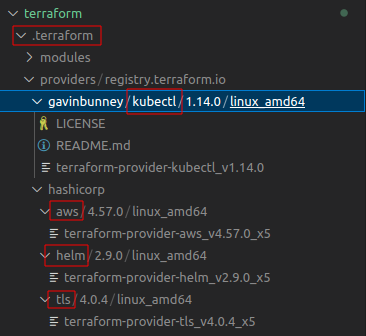 terraform
.terraform
modules
providers/registry.terraform.io
gavinbunney/kubectl/1.14.0/linux_amd64
LICENSE
README.md
terraform-provider-kubectl_v1.14.0
hashicorp
aws/4.57.0/linux_amd64
terraform-provider-aws_v4.57.0_x5
helm/2.9.0/linux_amd64
terraform-provider-helm_v2.9.0_x5
tls/4.0.4/linux_amd64
terraform-provider-tls_v4.0.4_x5